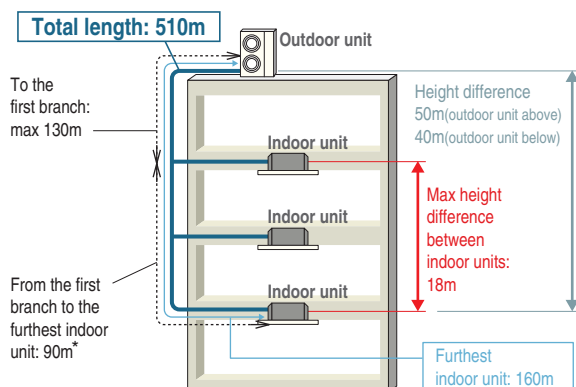 Total length: 510m
Outdoor unit
To the
first branch:
max 130m
Height difference
50m(outdoor unit above)
40m(outdoor unit below)
Indoor unit
Max height
difference
between
indoor units:
18m
Indoor unit
From the first
branch to the
furthest indoor
unit: 90m*
Indoor unit
Furthest
indoor unit: 160m